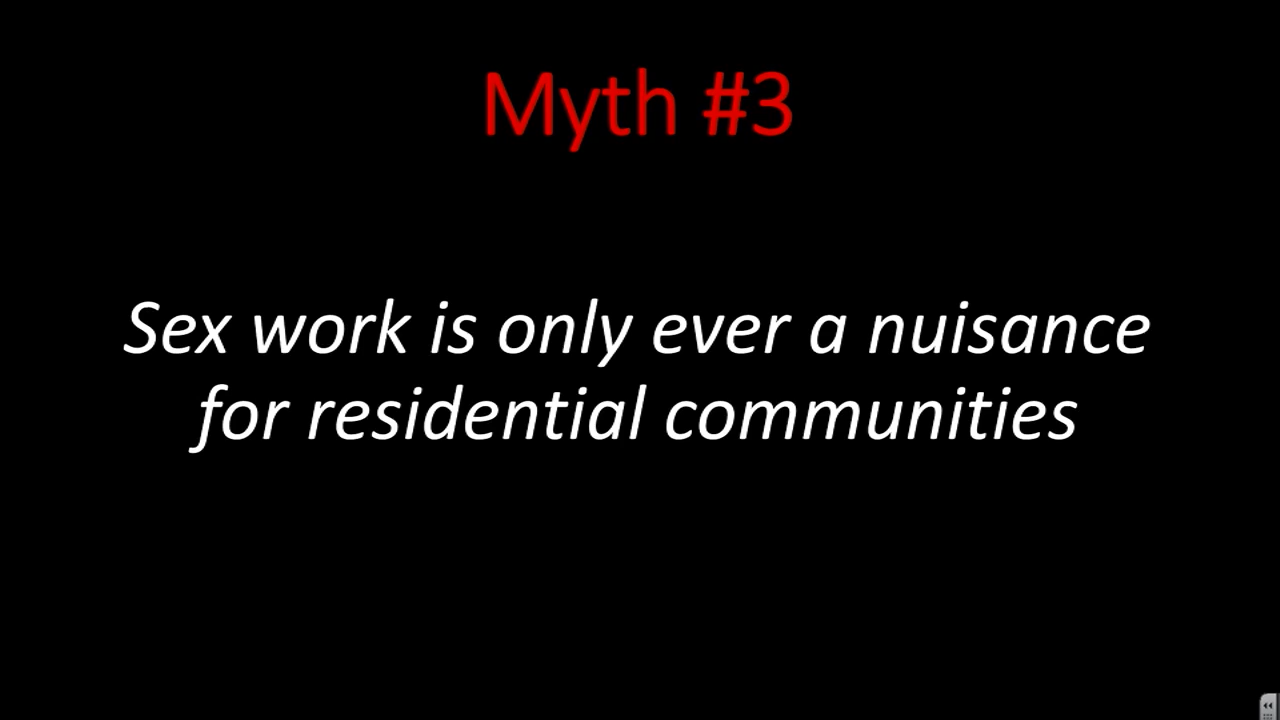 Myth #3
Sex work is only ever a nuisance
for residential communities